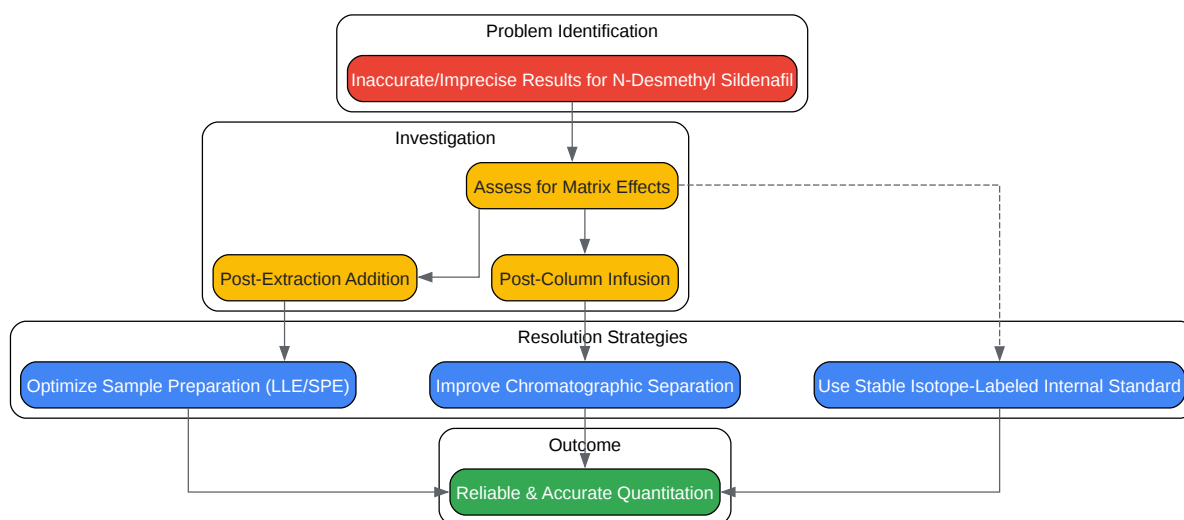 Problem Identification
Inaccurate/Imprecise Results for N-Desmethyl Sildenafil
Investigation
Assess for Matrix Effects
Post-Extraction Addition
Post-Column Infusion
Resolution Strategies
Optimize Sample Preparation (LLE/SPE)
Improve Chromatographic Separation
Use Stable Isotope-Labeled Internal Standard
Outcome
Reliable & Accurate Quantitation